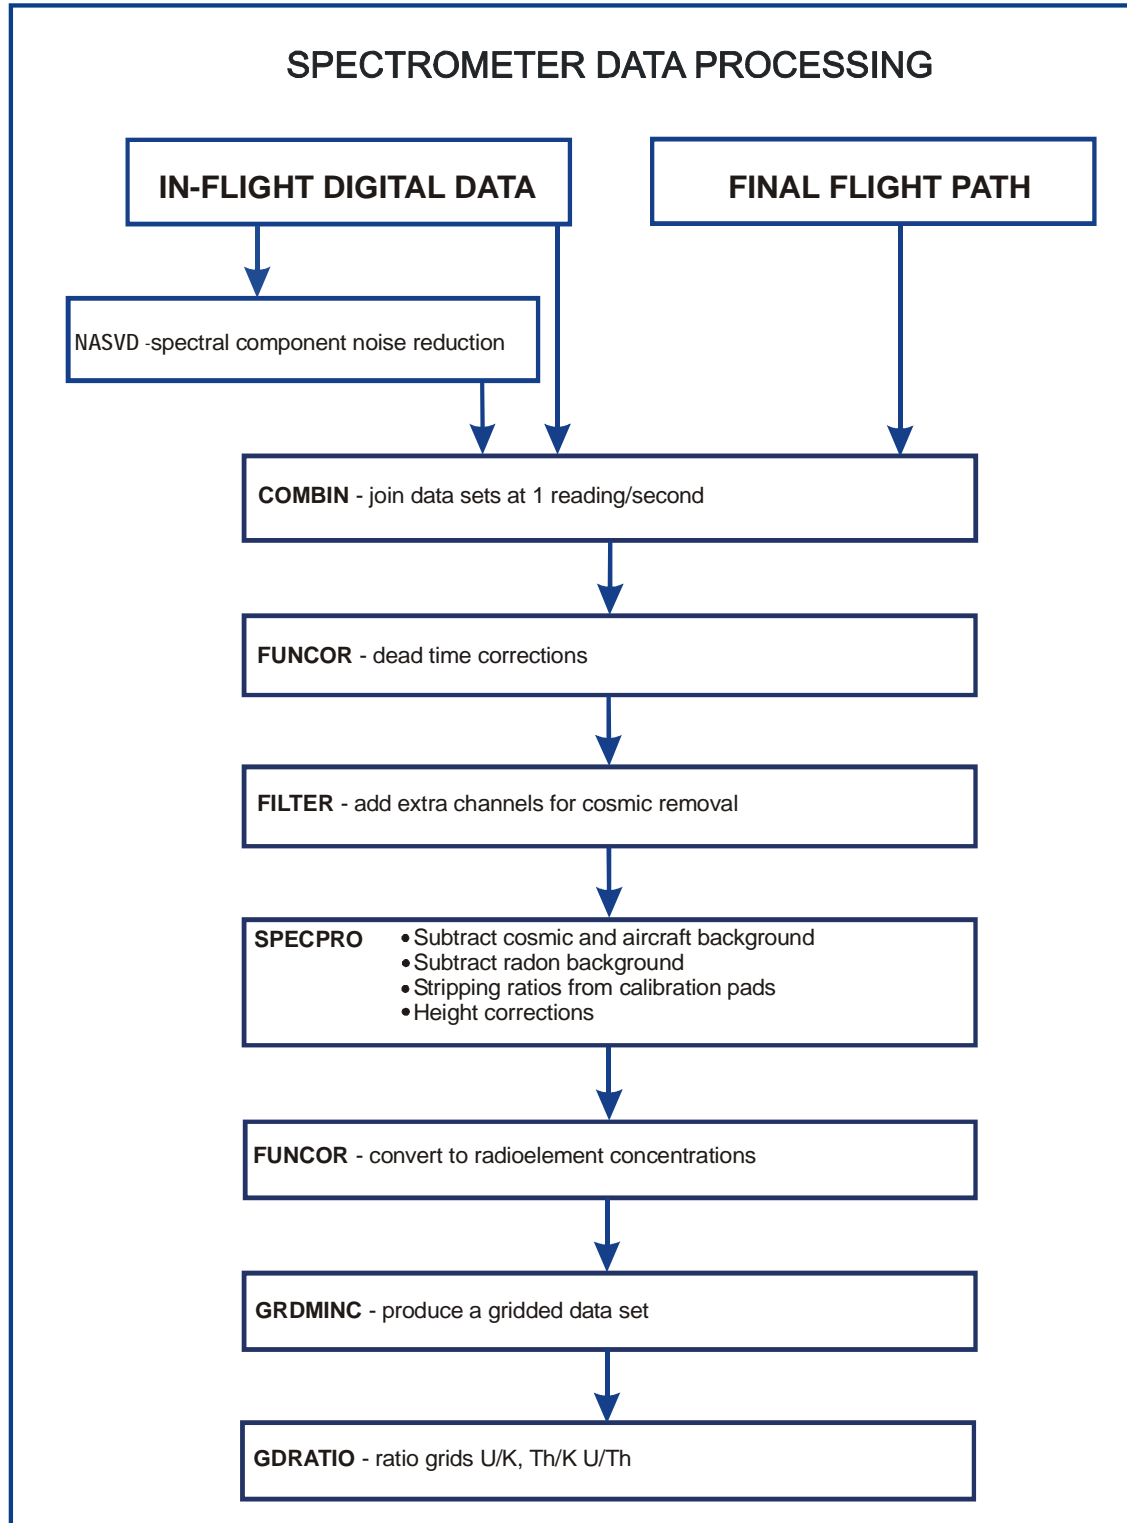 SPECTROMETER DATA PROCESSING
IN-FLIGHT DIGITAL DATA
FINAL FLIGHT PATH
NASVD -spectral component noise reduction
COMBIN - join data sets at 1 reading/second
FUNCOR - dead time corrections
FILTER - add extra channels for cosmic removal
SPECPRO •Subtract cosmic and aircraft background
•Subtract radon background
•Stripping ratios from calibration pads
•Height corrections
FUNCOR - convert to radioelement concentrations
GRDMINC - produce a gridded data set
GDRATIO - ratio grids U/K, Th/K U/Th